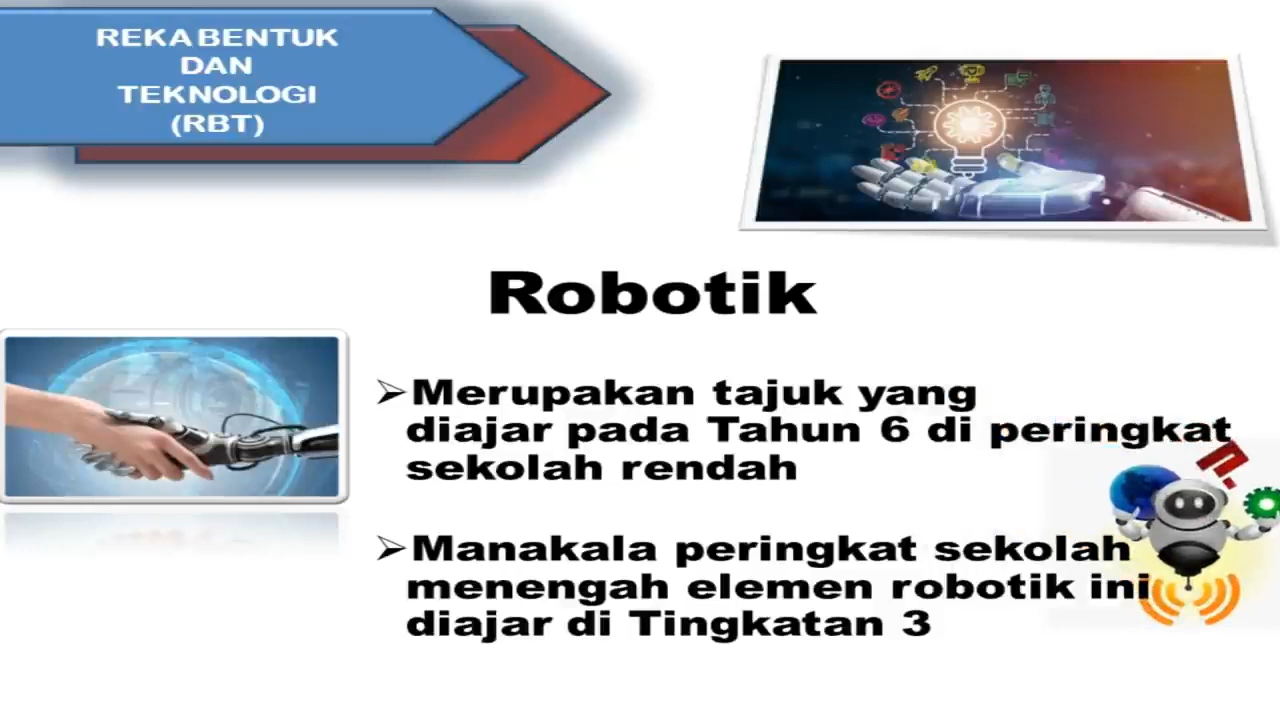 REKA BENTUK
DAN
TEKNOLOGI
(RBT)
Robotik
➢Merupakan tajuk yang
diajar pada Tahun 6 di peringkat
sekolah rendah
➢Manakala peringkat sekolah
menengah elemen robotik ini
diajar di Tingkatan 3